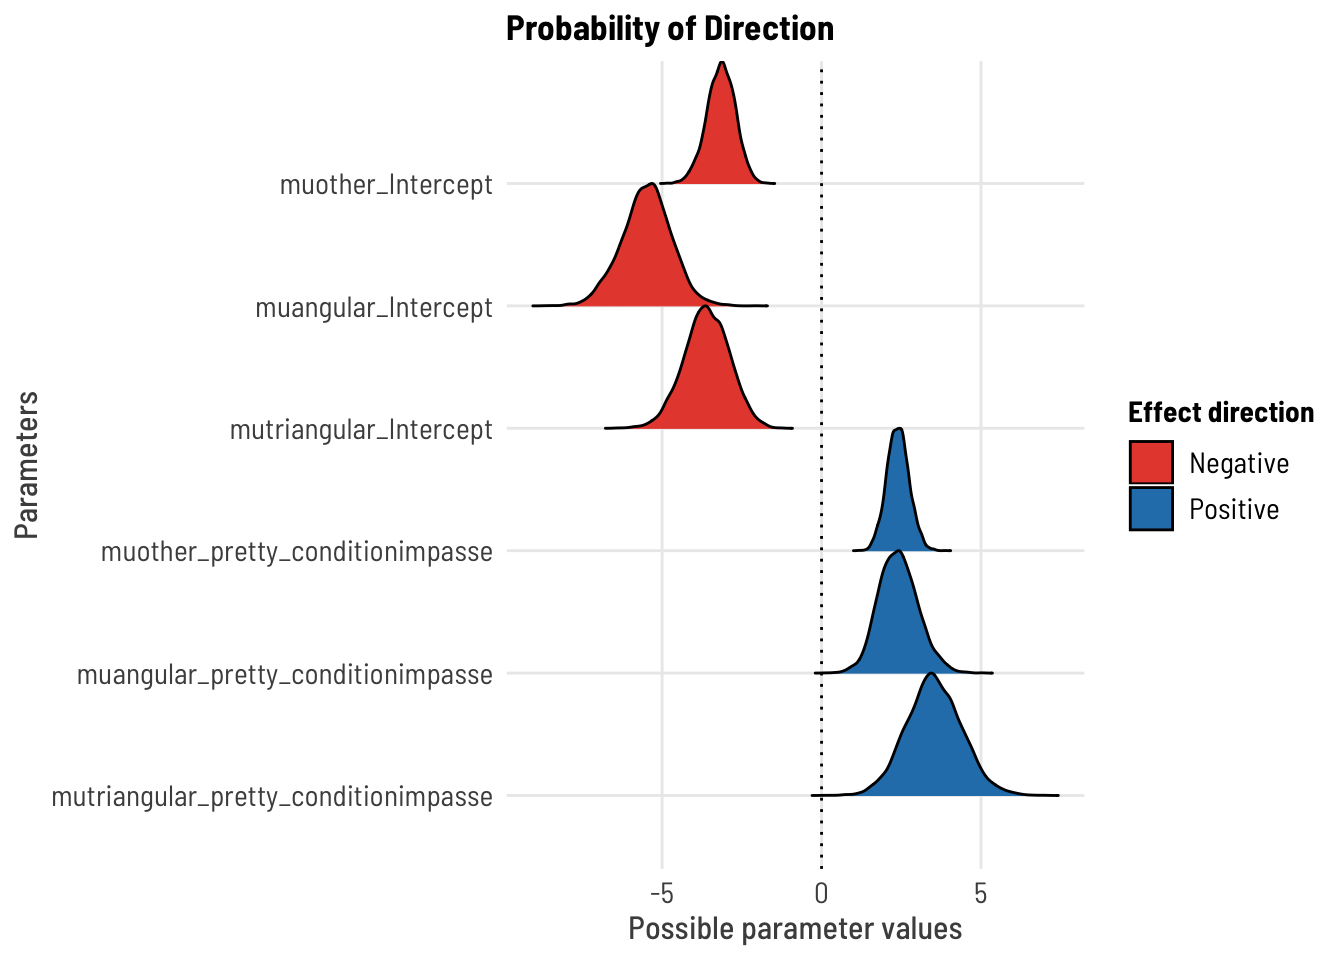 Probability of Direction
muother_Intercept
muangular_Intercept
mutriangular_Intercept
muother_pretty_conditionimpasse
muangular_pretty_conditionimpasse
mutriangular_pretty_conditionimpasse
Parameters
-5 0 5
Possible parameter values
Effect direction
Negative
Positive